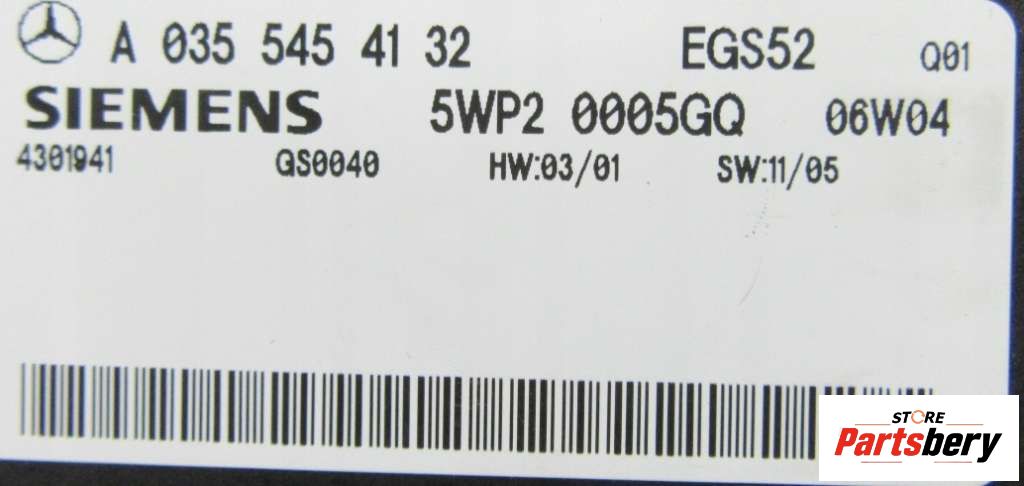 A 035 545 41 32 EGS52 Q01
SIEMENS 5WP2 0005GQ 06W04
4301941 GS0040 HW:03/01 SW:11/05
STORE
Partsbery